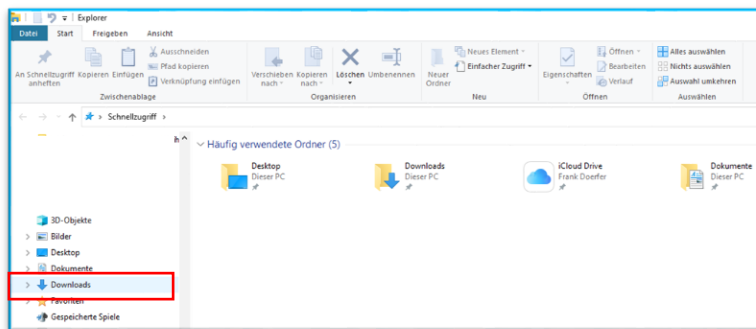 Explorer
Datei Start Freigeben Ansicht
An Schnellzugriff anheften
Kopieren
Einfügen
Ausschneiden
Pfad kopieren
Verknüpfung einfügen
Zwischenablage
Verschieben nach
Kopieren nach
Löschen
Umbenennen
Organisieren
Neuer Ordner
Neues Element
Einfacher Zugriff
Neu
Eigenschaften
Öffnen
Bearbeiten
Verlauf
Öffnen
Alles auswählen
Nichts auswählen
Auswahl umkehren
Auswählen
Schnellzugriff
h
Häufig verwendete Ordner (5)
Desktop
Dieser PC
Downloads
Dieser PC
iCloud Drive
Frank Doerfer
Dokumente
Dieser PC
3D-Objekte
Bilder
Desktop
Dokumente
Downloads
Favoriten
Gespeicherte Spiele